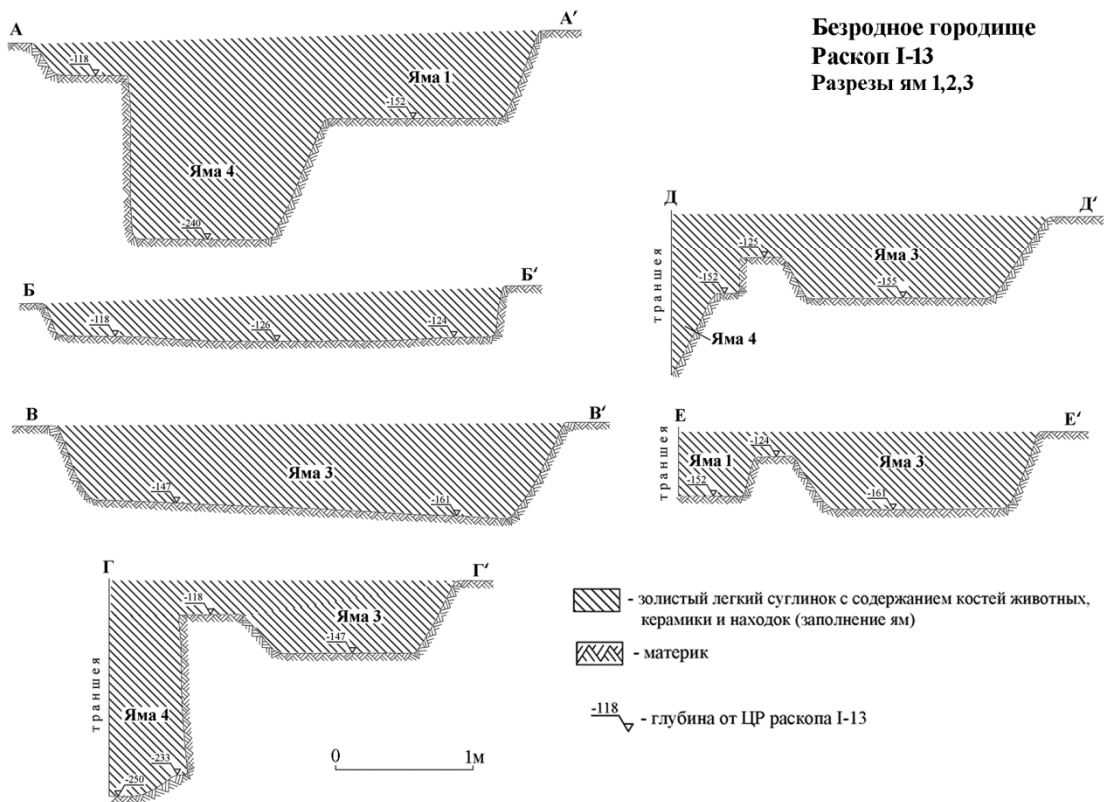 Безродное городище
Раскоп I-13
Разрезы ям 1,2,3
А
А′
-118
Яма 1
-152
Яма 4
-240
Б
Б′
-118
-126
-124
В
В′
Яма 3
-147
-161
Г
Г′
-118
Яма 3
-147
траншея
Яма 4
-233
-250
0
1м
Д
Д′
траншея
-125
Яма 3
-152
-155
Яма 4
Е
Е′
траншея
-124
Яма 1
Яма 3
-152
-161
- золистый легкий суглинок с содержанием костей животных,
керамики и находок (заполнение ям)
- материк
-118
- глубина от ЦР раскопа I-13